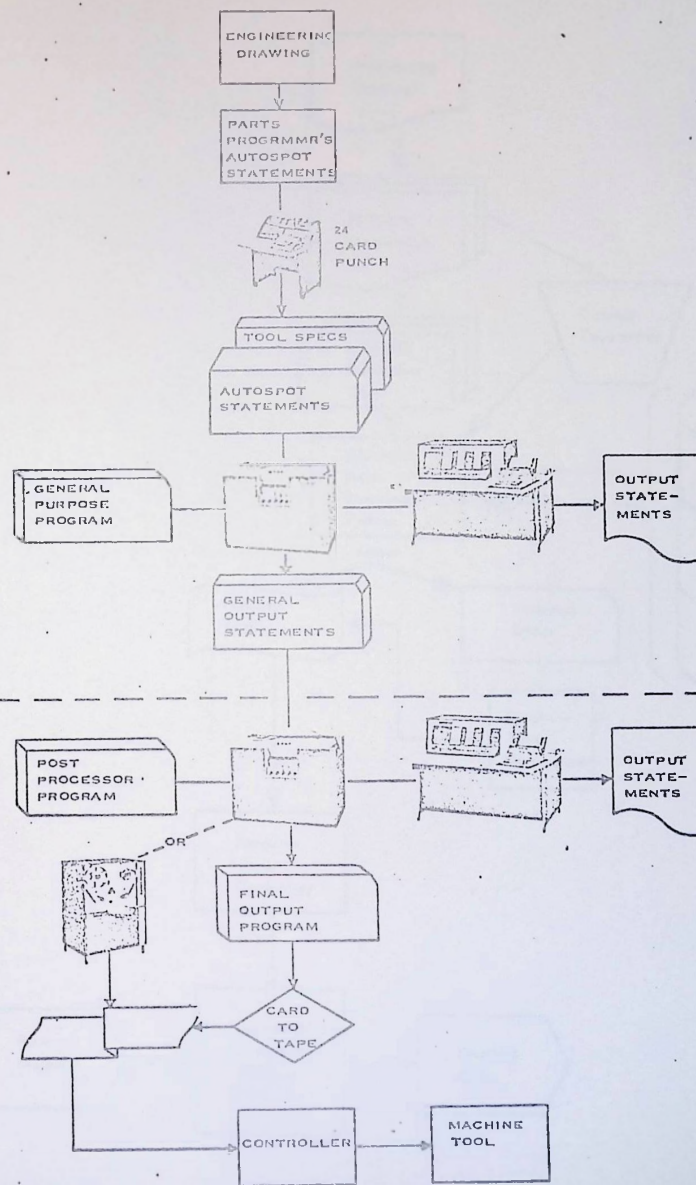 ENGINEERING
DRAWING
PARTS
PROGRMMR'S
AUTOSPOT
STATEMENTS
24
CARD
PUNCH
TOOL SPECS
AUTOSPOT
STATEMENTS
GENERAL
PURPOSE
PROGRAM
OUTPUT
STATE-
MENTS
GENERAL
OUTPUT
STATEMENTS
POST
PROCESSOR
PROGRAM
OUTPUT
STATE-
MENTS
OR
FINAL
OUTPUT
PROGRAM
CARD
TO
TAPE
CONTROLLER
MACHINE
TOOL